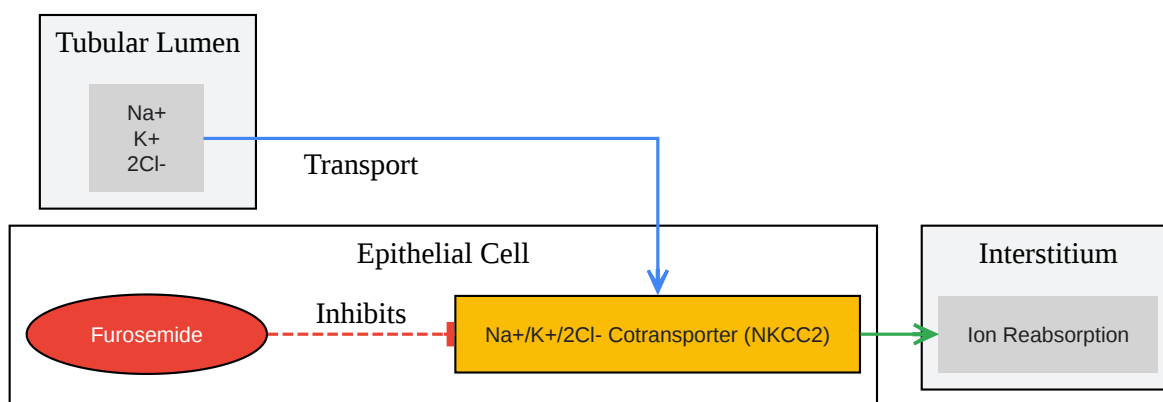 Tubular Lumen
Na+
K+
2Cl-
Transport
Epithelial Cell
Interstitium
Furosemide
Inhibits
Na+/K+/2Cl- Cotransporter (NKCC2)
Ion Reabsorption